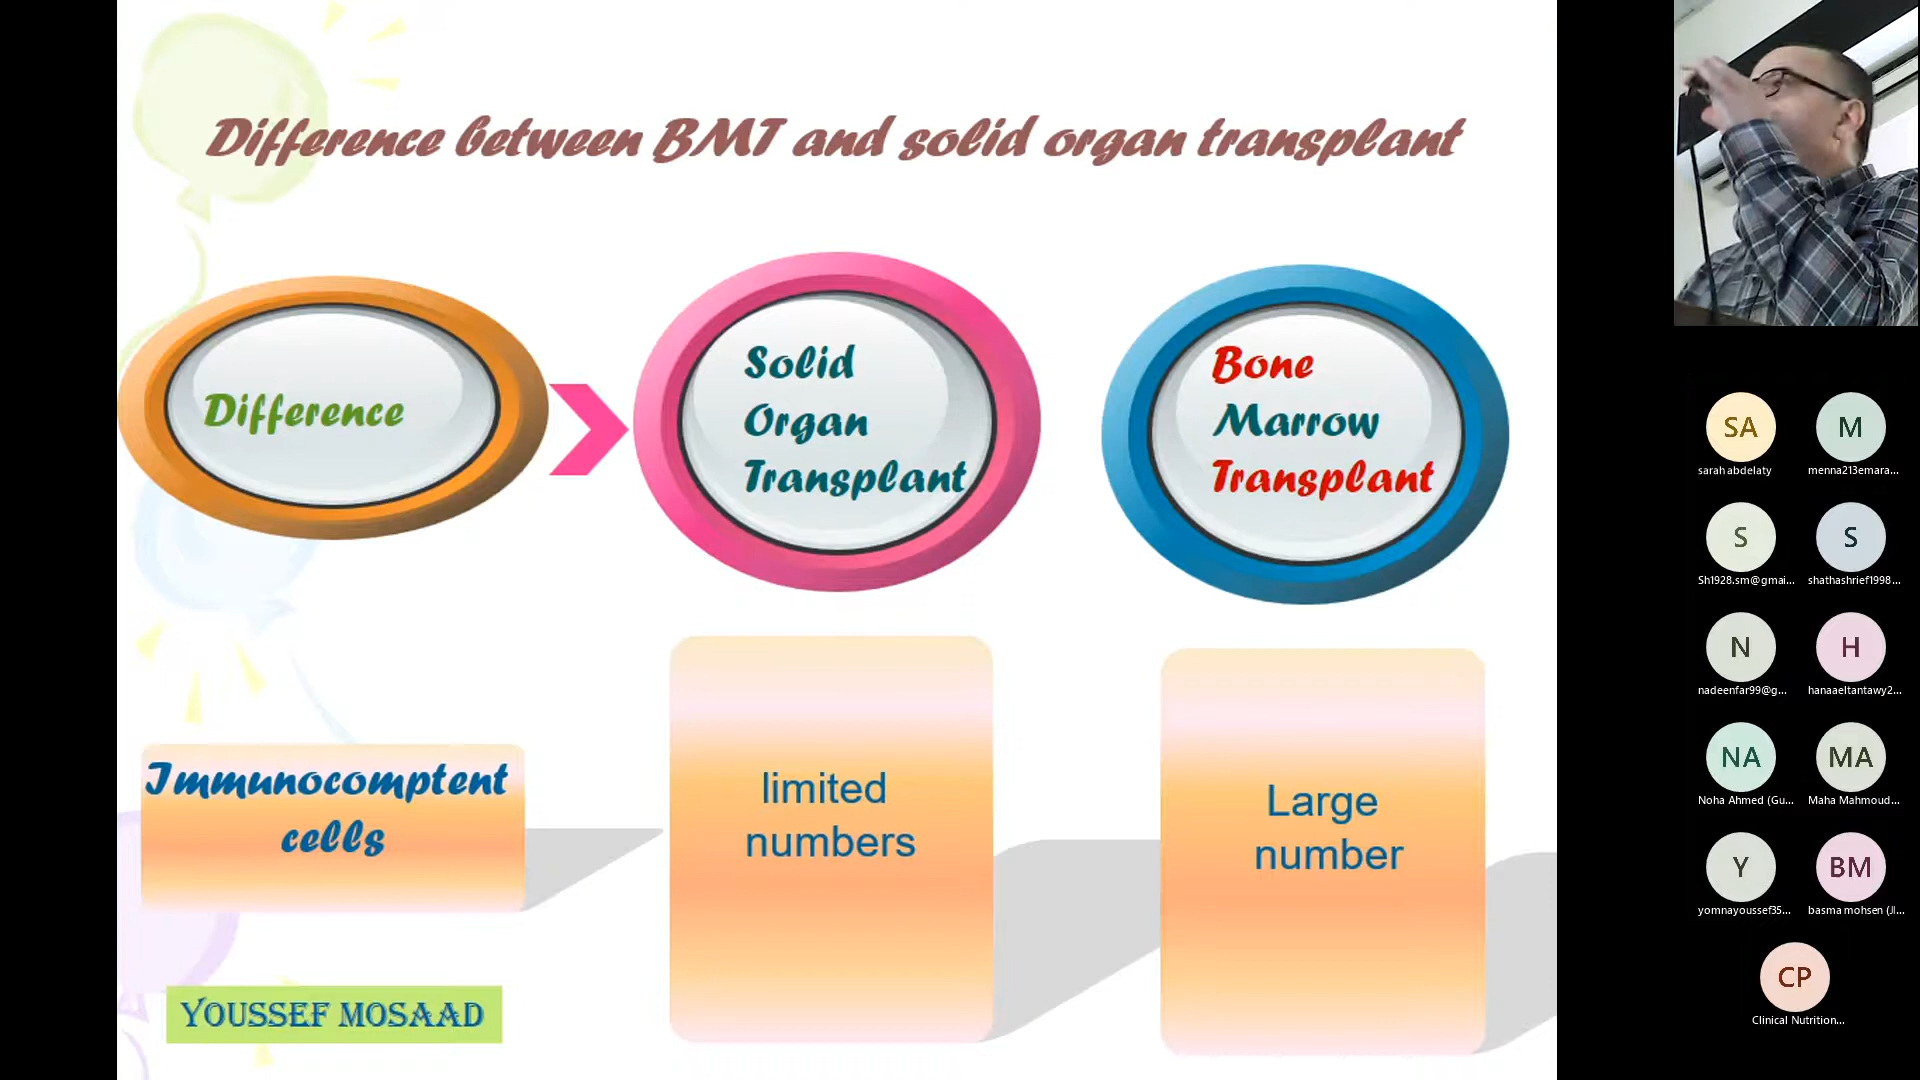 Difference between BMT and solid organ transplant
Difference
Solid
Organ
Transplant
Bone
Marrow
Transplant
Immunocomptent
cells
limited
numbers
Large
number
YOUSSEF MOSAAD
SA
sarah abdelaty
M
menna213emara...
S
Sh1928.sm@gmai...
S
shathashrief1998...
N
nadeenfar99@g...
H
hanaaeltantawy2...
NA
Noha Ahmed (Gu...
MA
Maha Mahmoud...
Y
yomnayoussef35...
BM
basma mohsen (JI...
CP
Clinical Nutrition...